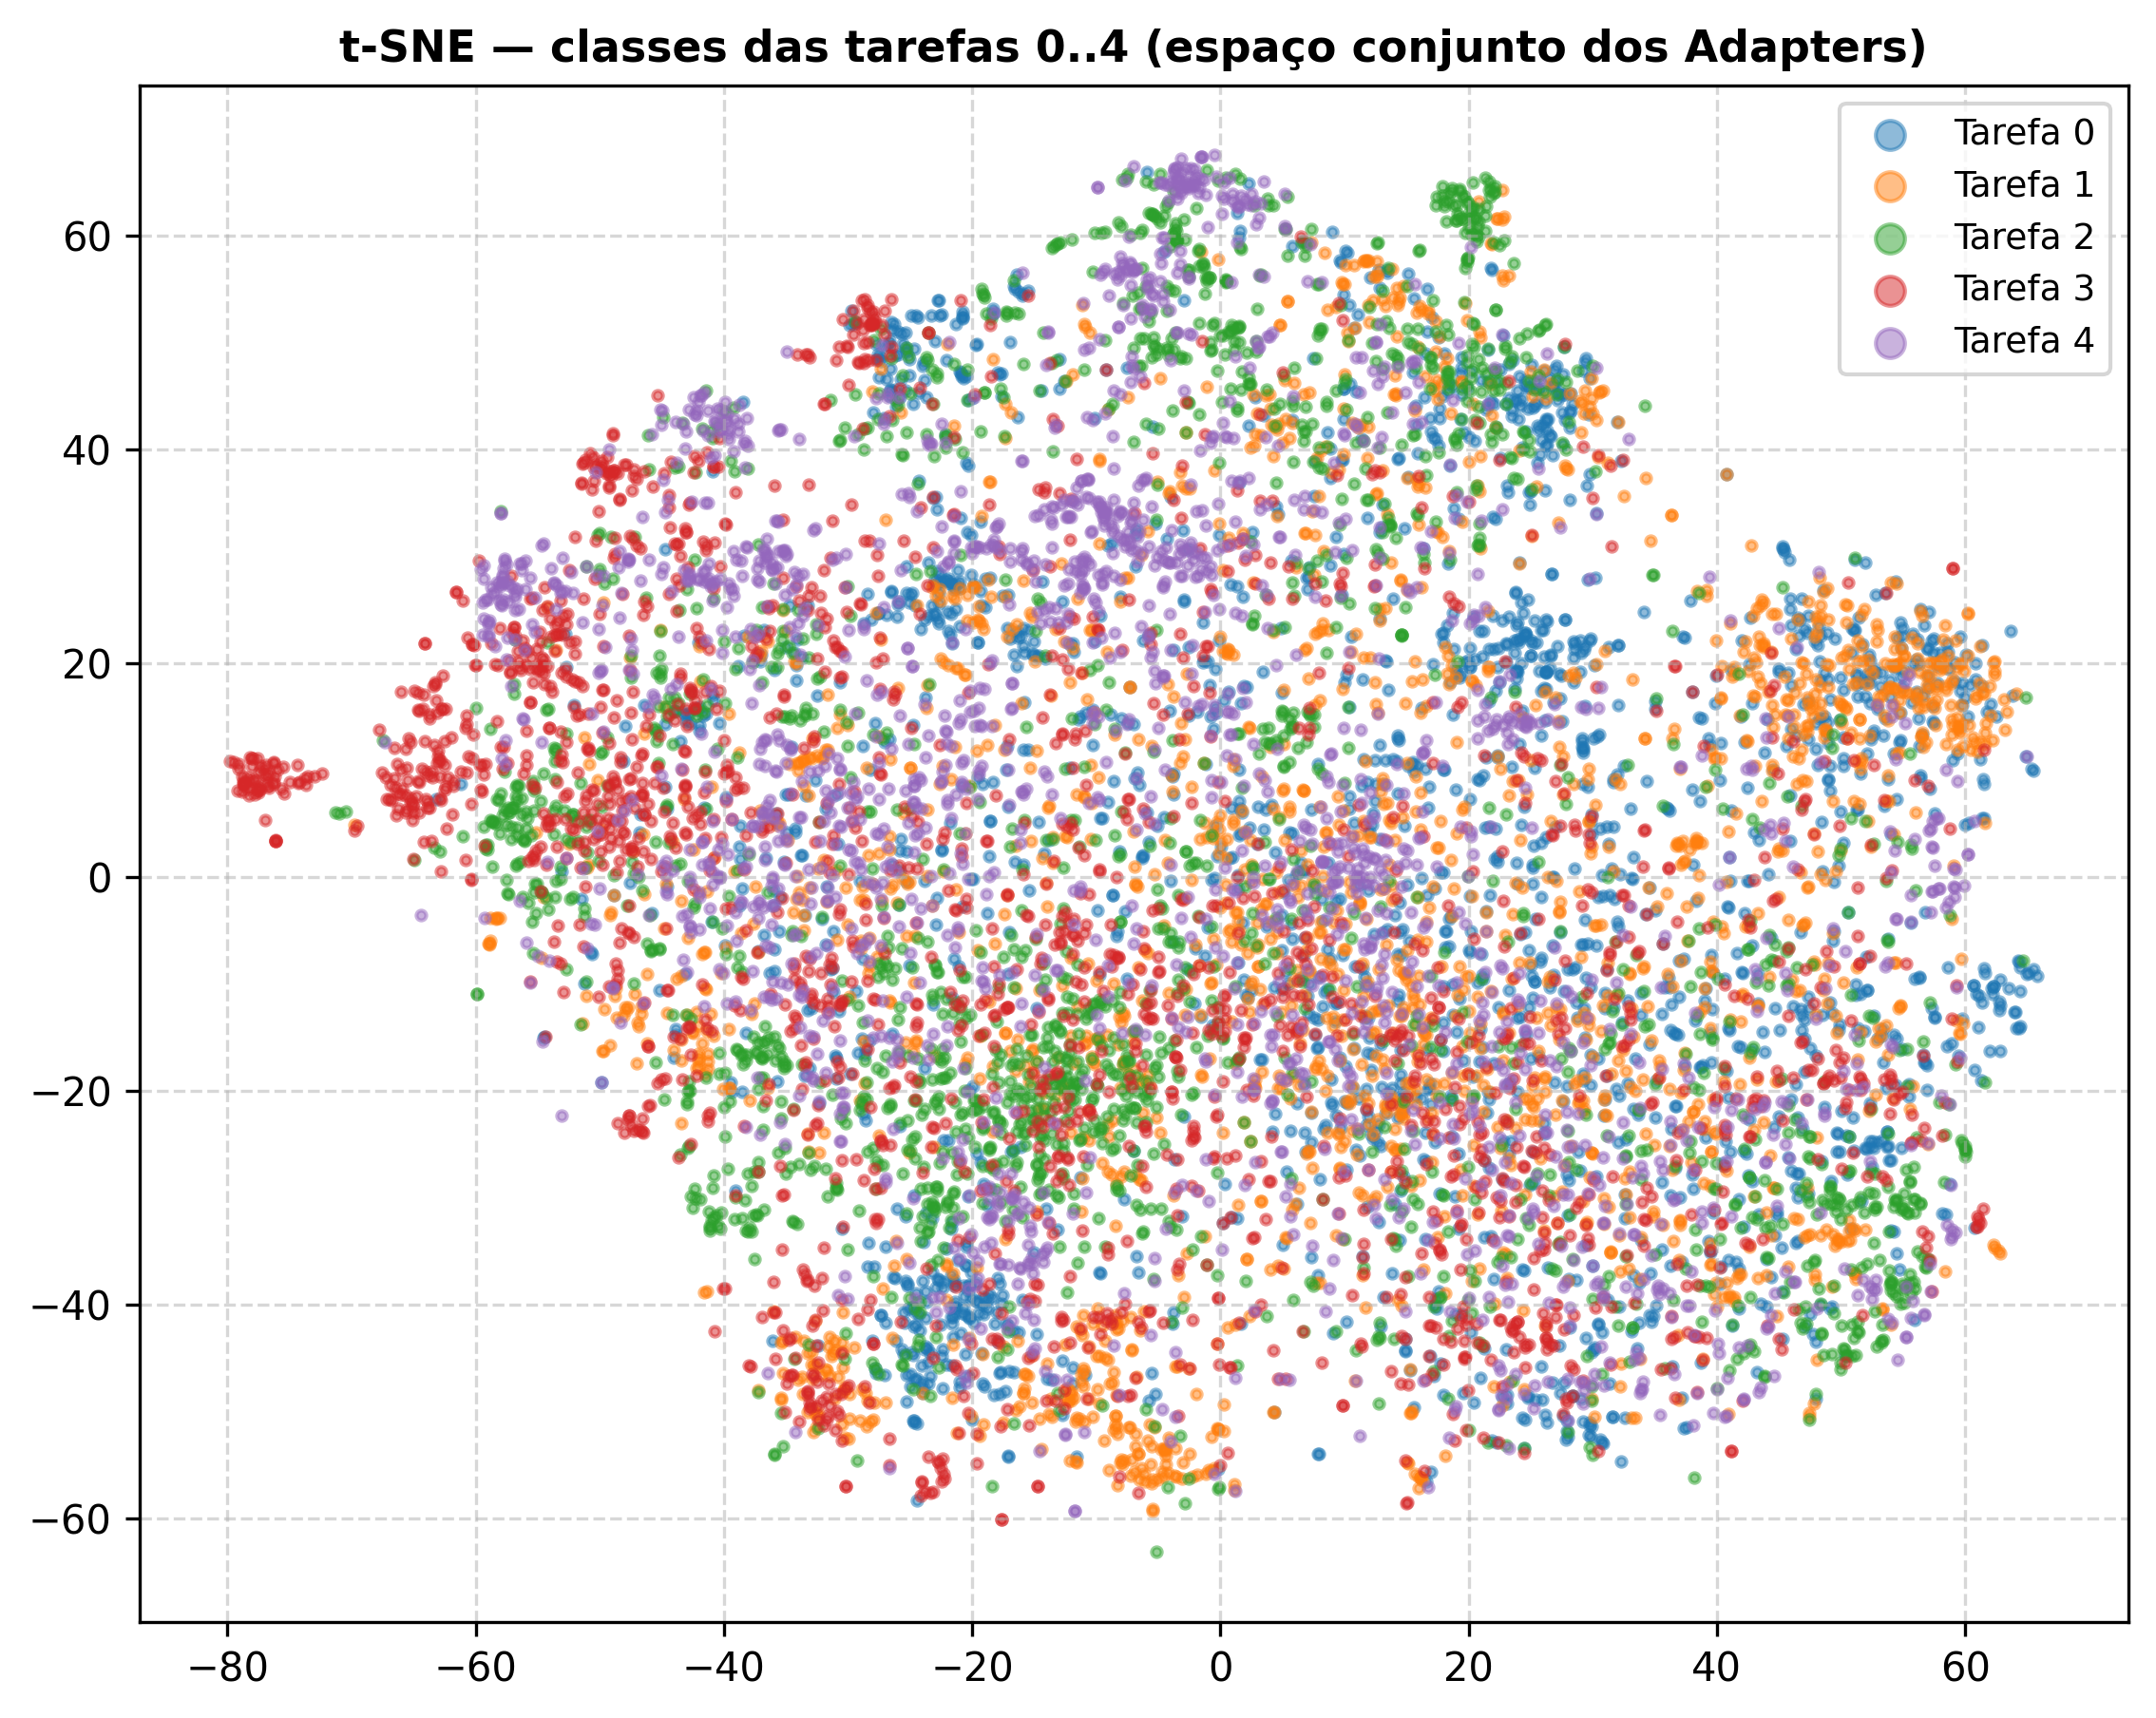 t-SNE — classes das tarefas 0..4 (espaço conjunto dos Adapters)
Tarefa 0
Tarefa 1
Tarefa 2
Tarefa 3
Tarefa 4
60
40
20
0
−20
−40
−60
−80 −60 −40 −20 0 20 40 60